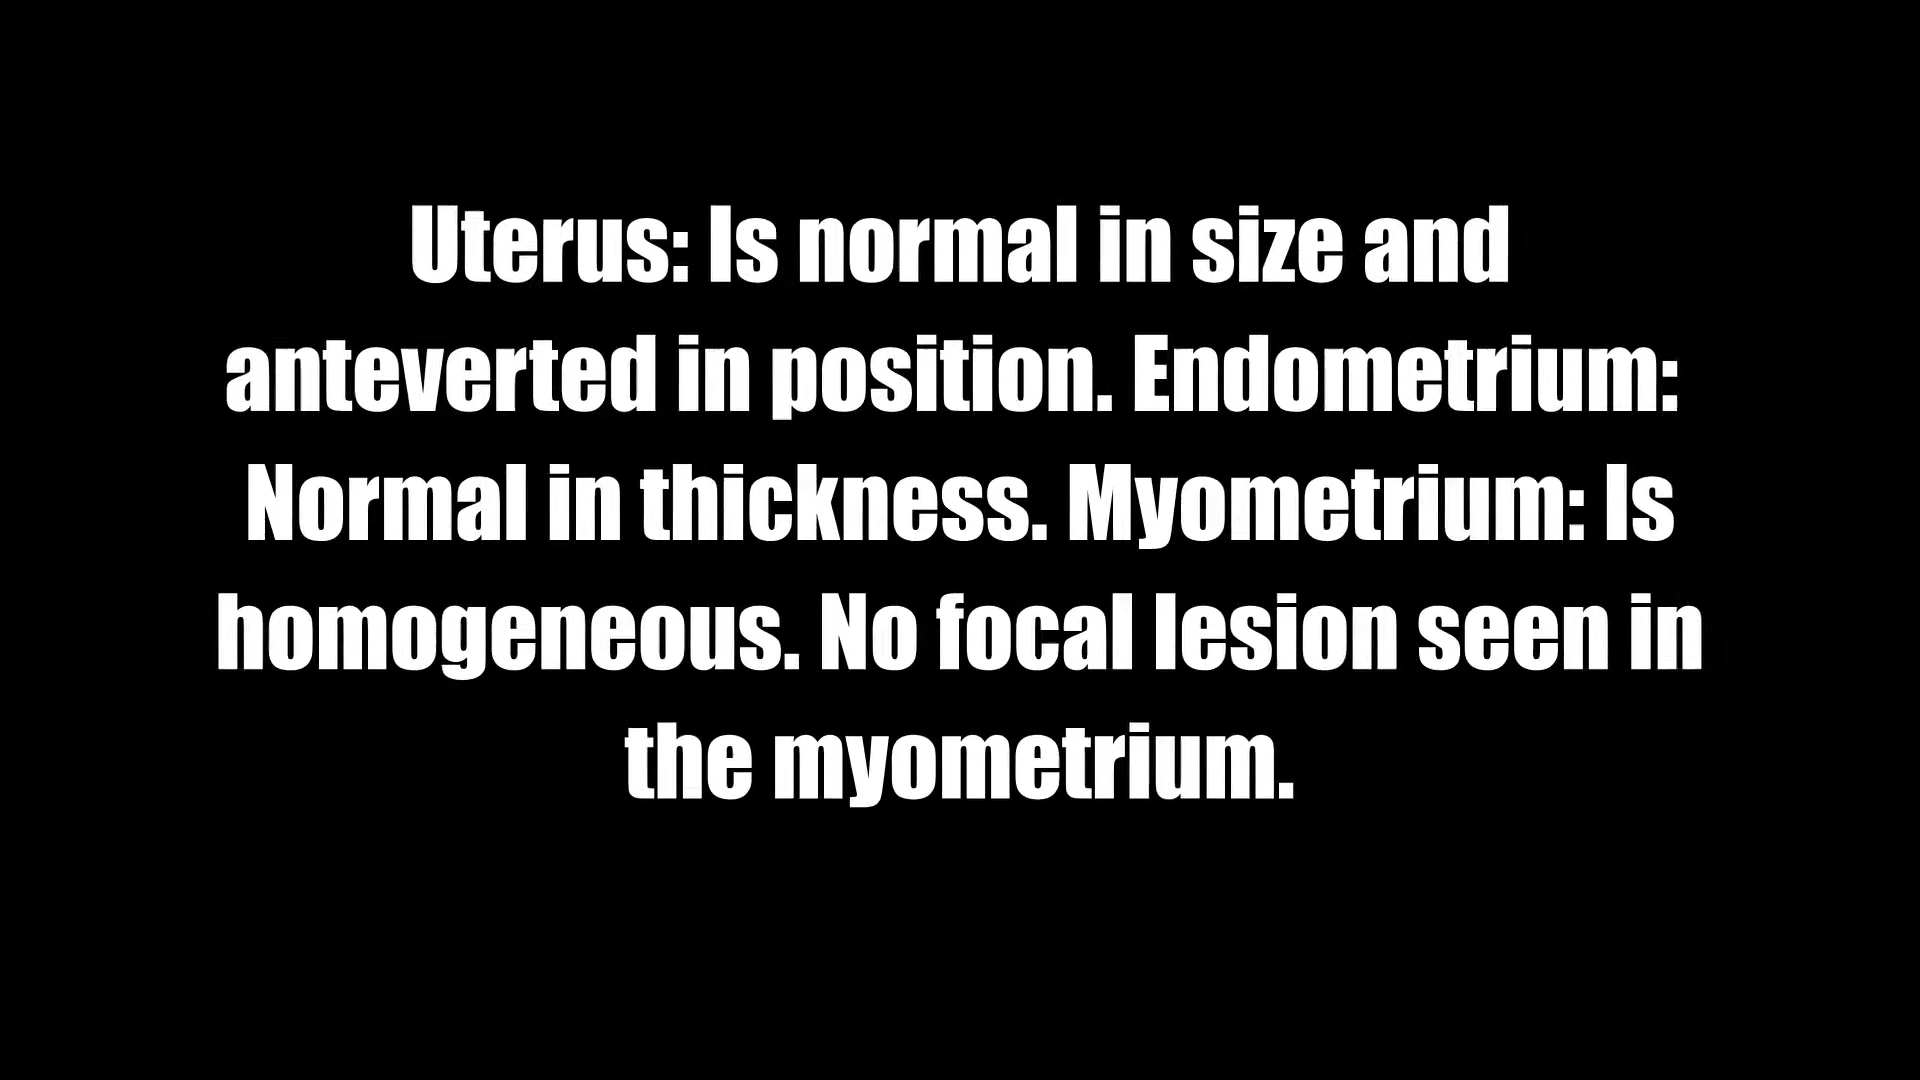 Uterus: Is normal in size and
anteverted in position. Endometrium:
Normal in thickness. Myometrium: Is
homogeneous. No focal lesion seen in
the myometrium.